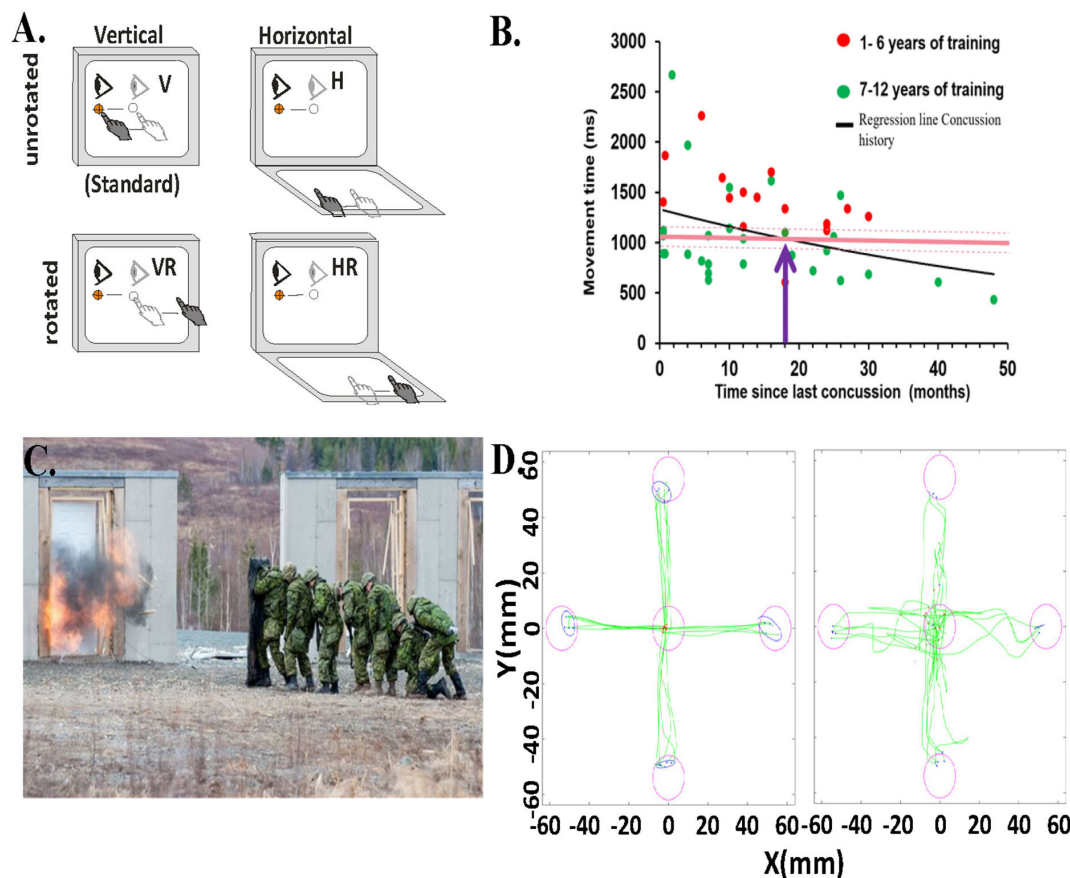 A.
Vertical
Horizontal
unrotated
V
H
(Standard)
rotated
VR
HR
B.
3000
2500
2000
1500
1000
500
0
Movement time (ms)
0
10
20
30
40
50
Time since last concussion (months)
1- 6 years of training
7-12 years of training
Regression line Concussion
history
C.
D.
60
40
20
0
-20
-40
-60
Y(mm)
-60
-40
-20
0
20
40
60
-60
-40
-20
0
20
40
60
X(mm)